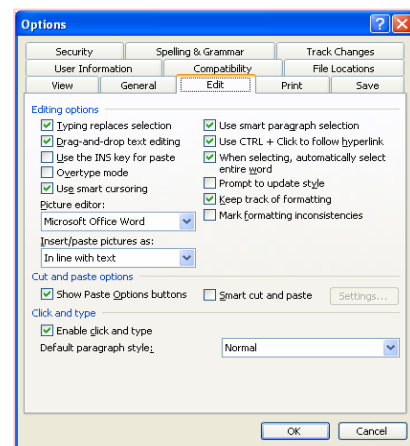 Options
Security Spelling & Grammar Track Changes
User Information Compatibility File Locations
View General Edit Print Save
Editing options
Typing replaces selection
Drag-and-drop text editing
Use the INS key for paste
Overtype mode
Use smart cursoring
Picture editor:
Microsoft Office Word
Insert/paste pictures as:
In line with text
Use smart paragraph selection
Use CTRL + Click to follow hyperlink
When selecting, automatically select
entire word
Prompt to update style
Keep track of formatting
Mark formatting inconsistencies
Cut and paste options
Show Paste Options buttons Smart cut and paste Settings...
Click and type
Enable click and type
Default paragraph style: Normal
OK Cancel